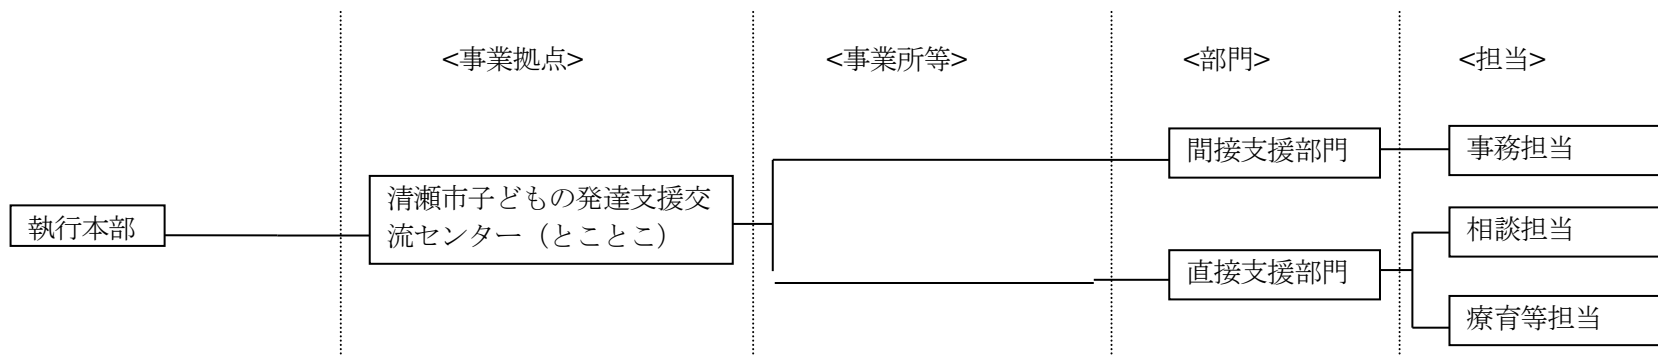 <事業拠点>
<事業所等>
<部門>
<担当>
執行本部
清瀬市子どもの発達支援交
流センター（とことこ）
間接支援部門
事務担当
直接支援部門
相談担当
療育等担当